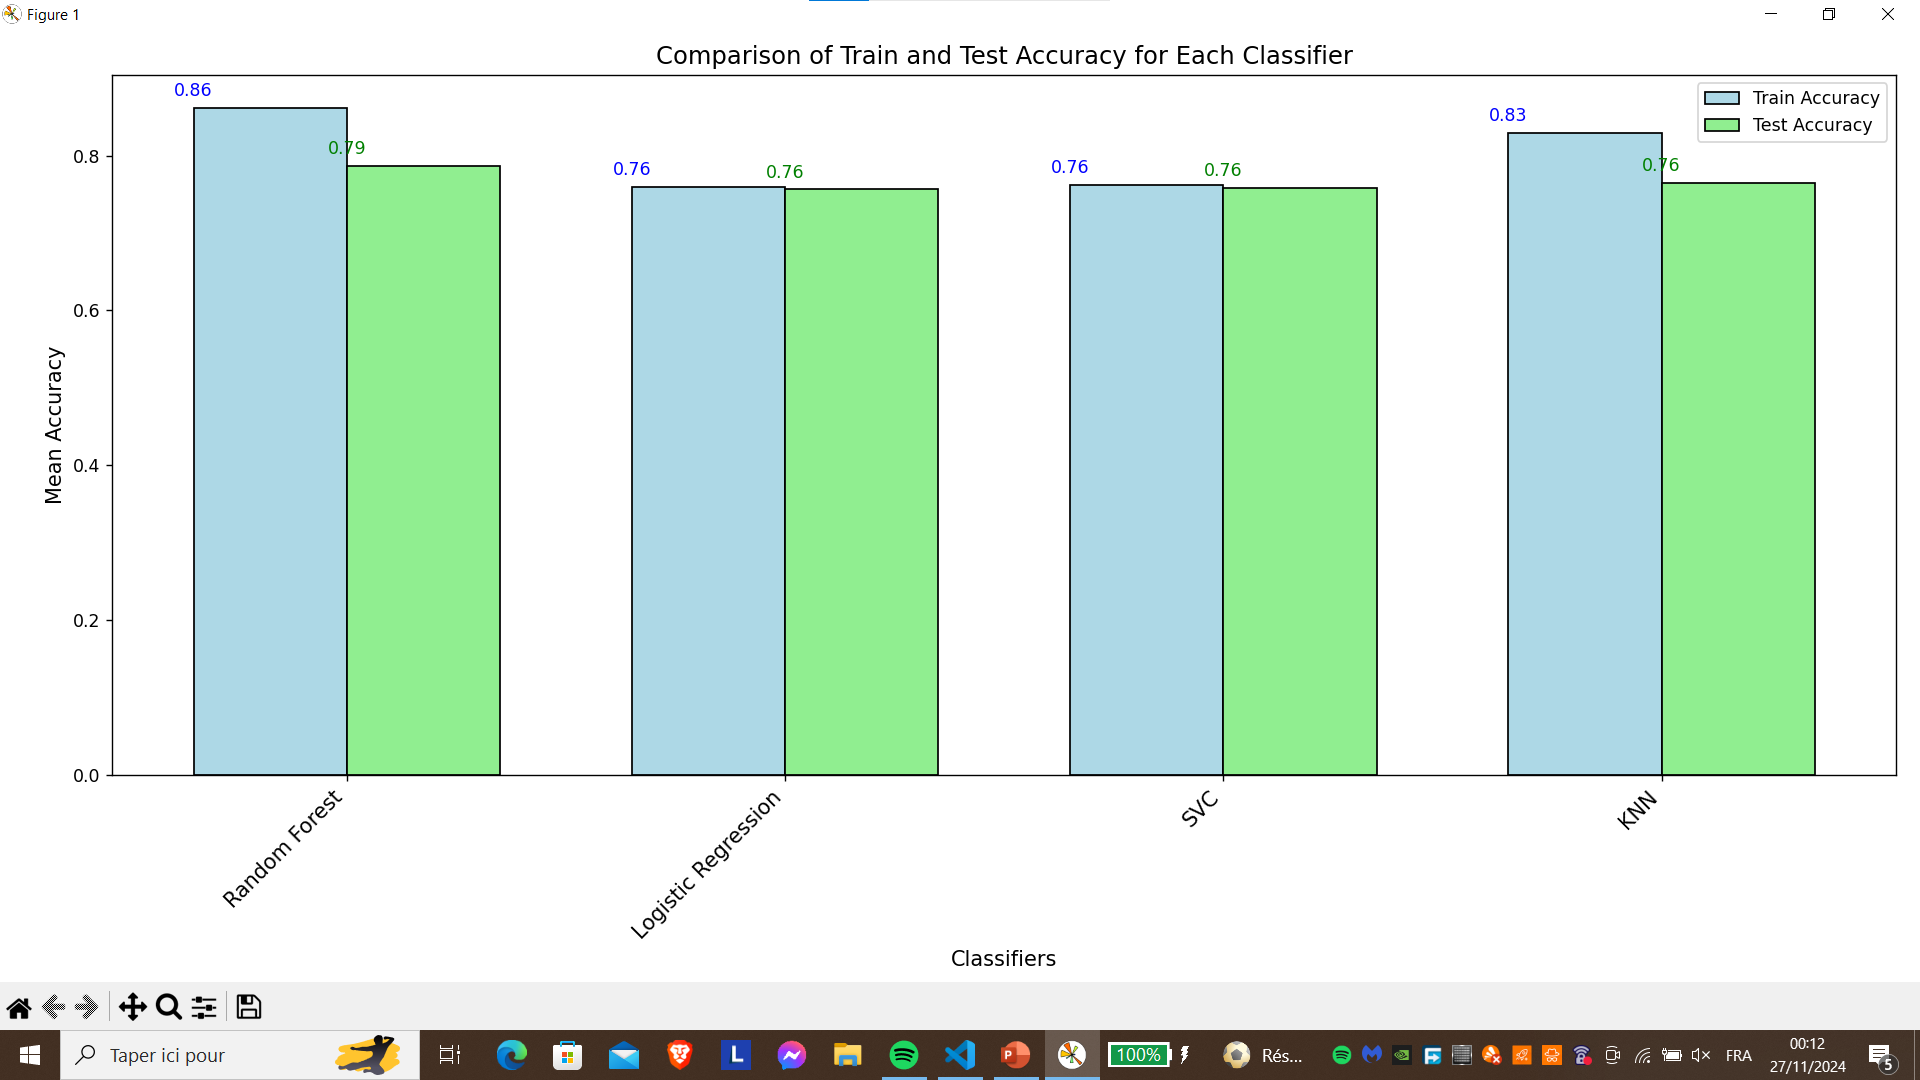 Figure 1
Comparison of Train and Test Accuracy for Each Classifier
0.86
0.79
0.76
0.76
0.76
0.76
0.83
0.76
Train Accuracy
Test Accuracy
Mean Accuracy
0.8
0.6
0.4
0.2
0.0
Random Forest
Logistic Regression
SVC
KNN
Classifiers
Taper ici pour
L
P
100%
Rés...
FRA
00:12
27/11/2024
5